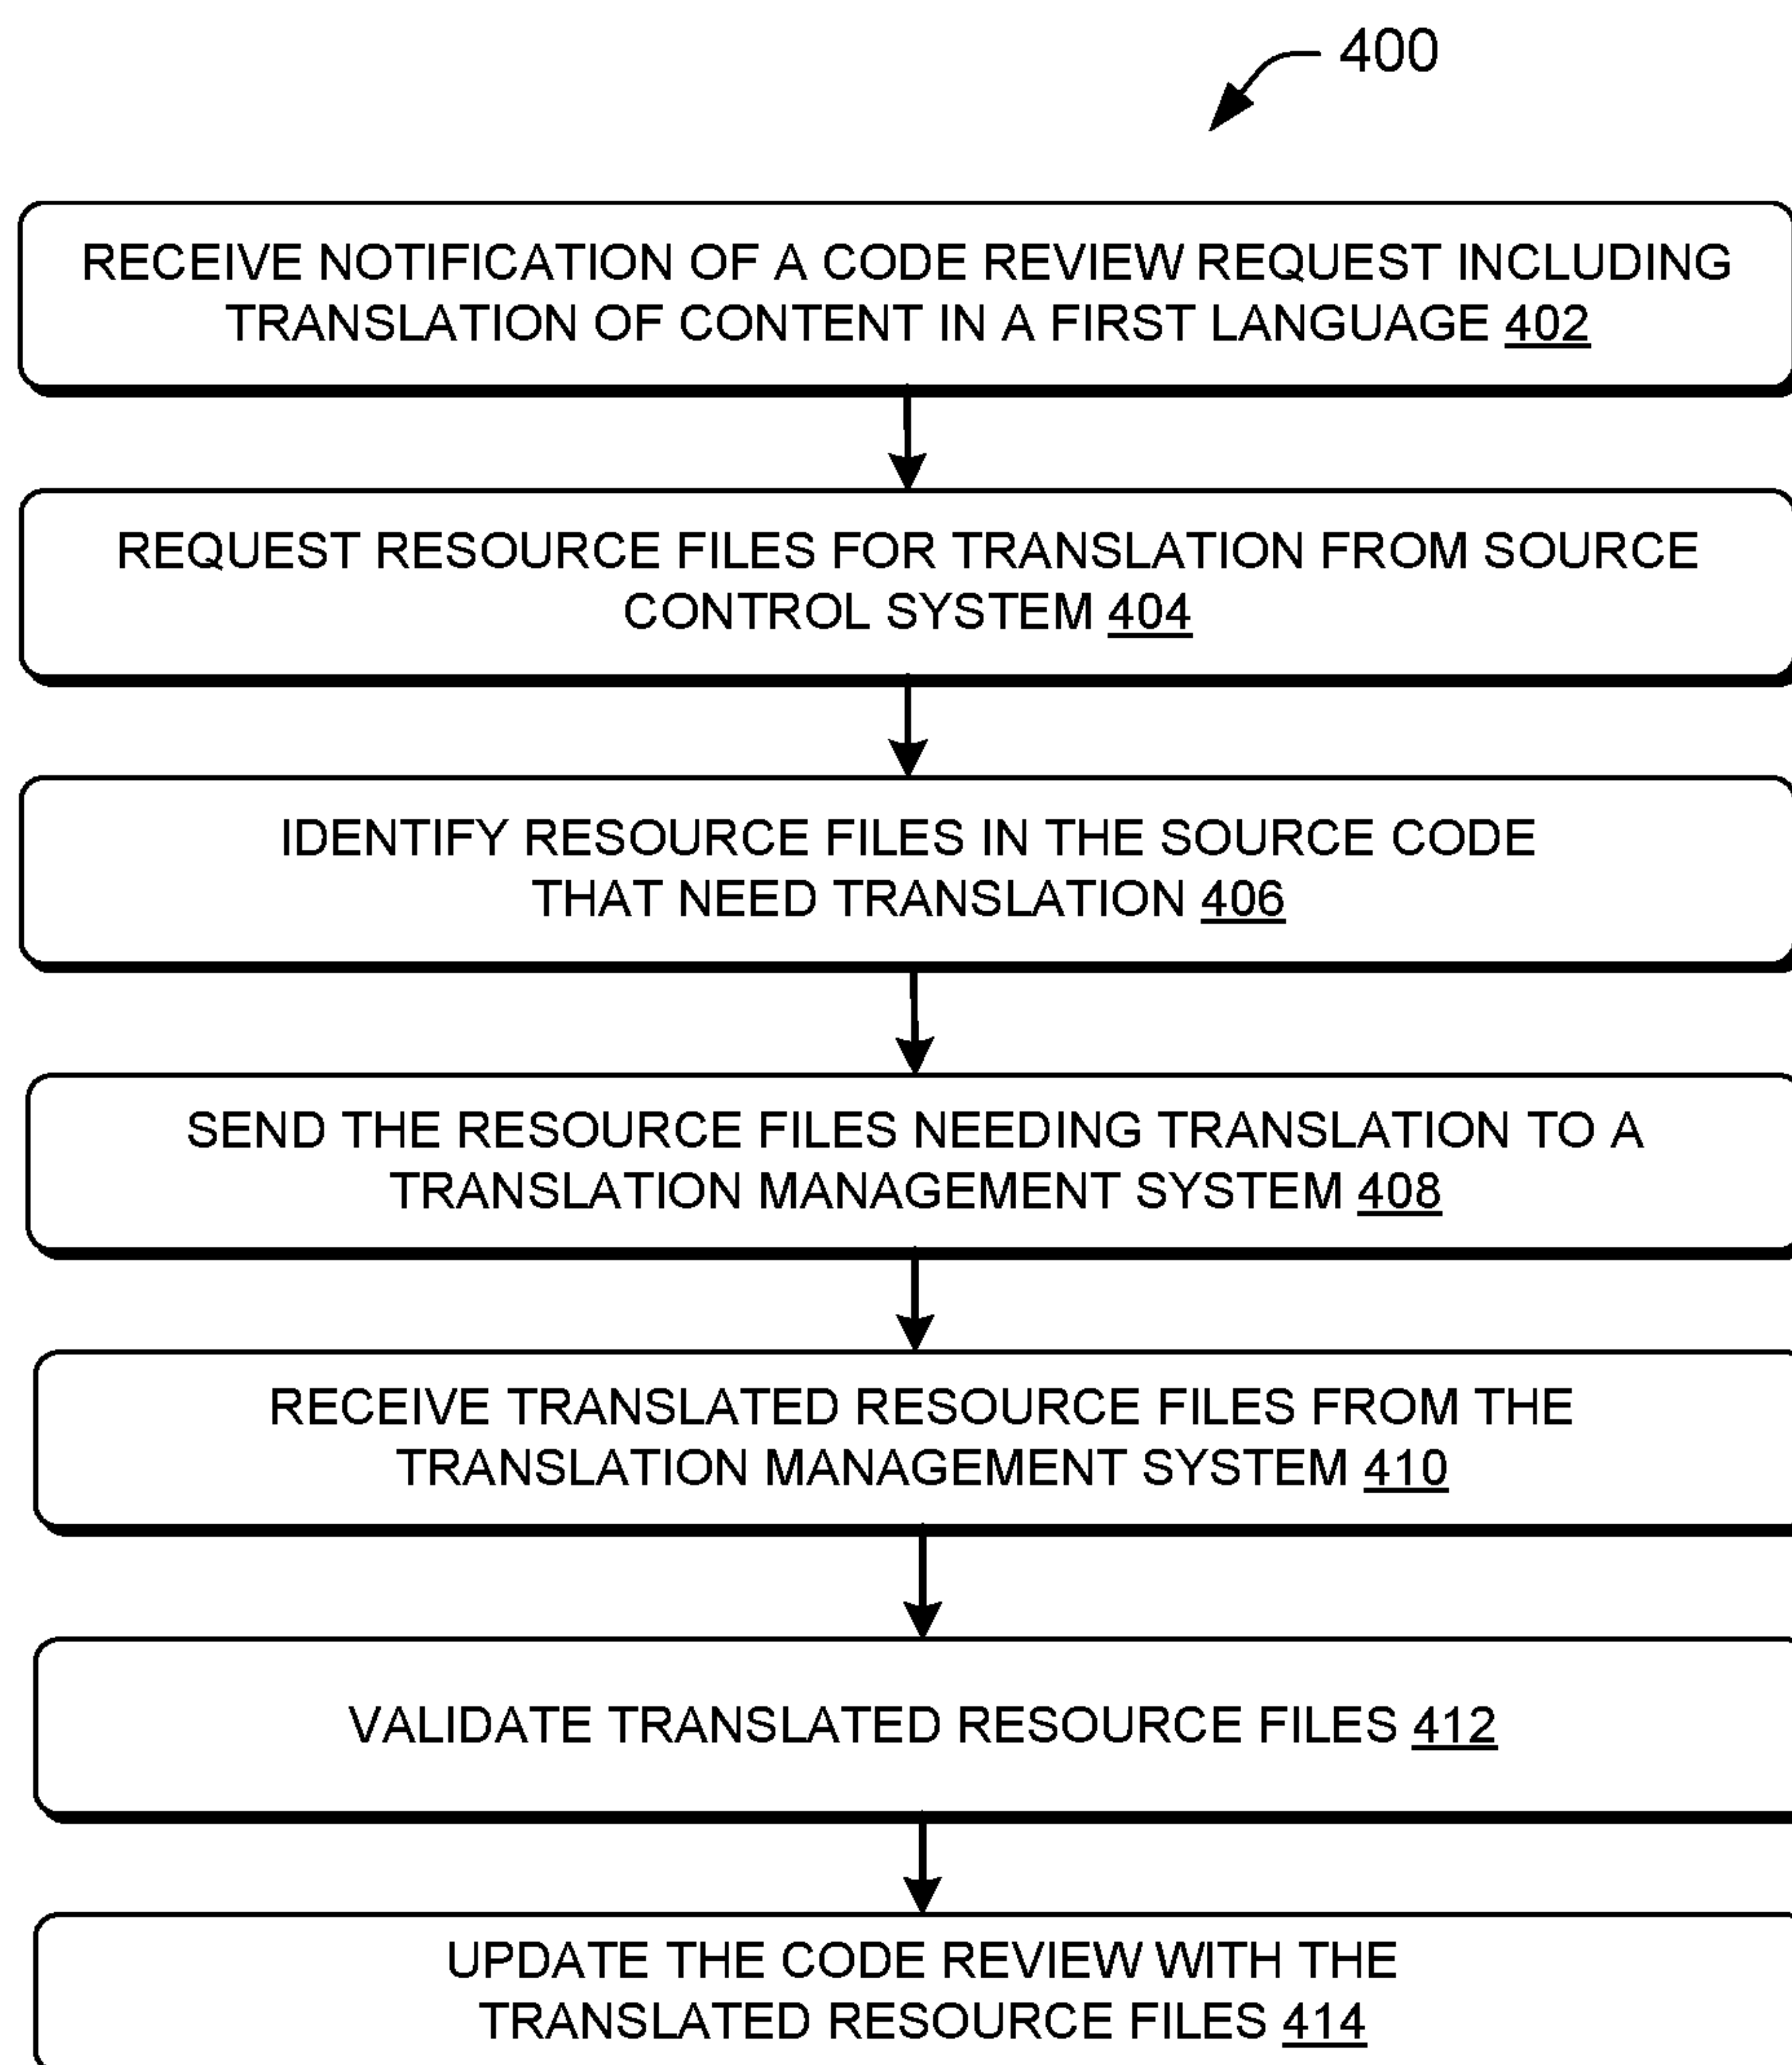 400
RECEIVE NOTIFICATION OF A CODE REVIEW REQUEST INCLUDING
TRANSLATION OF CONTENT IN A FIRST LANGUAGE 402
REQUEST RESOURCE FILES FOR TRANSLATION FROM SOURCE
CONTROL SYSTEM 404
IDENTIFY RESOURCE FILES IN THE SOURCE CODE
THAT NEED TRANSLATION 406
SEND THE RESOURCE FILES NEEDING TRANSLATION TO A
TRANSLATION MANAGEMENT SYSTEM 408
RECEIVE TRANSLATED RESOURCE FILES FROM THE
TRANSLATION MANAGEMENT SYSTEM 410
VALIDATE TRANSLATED RESOURCE FILES 412
UPDATE THE CODE REVIEW WITH THE
TRANSLATED RESOURCE FILES 414